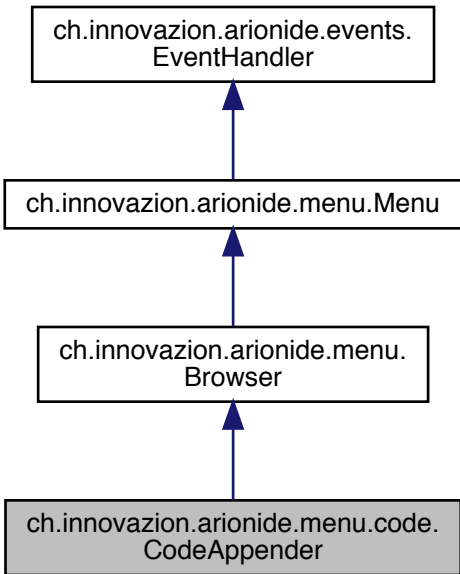 ch.innovazion.arionide.events.
EventHandler
ch.innovazion.arionide.menu.Menu
ch.innovazion.arionide.menu.
Browser
ch.innovazion.arionide.menu.code.
CodeAppender